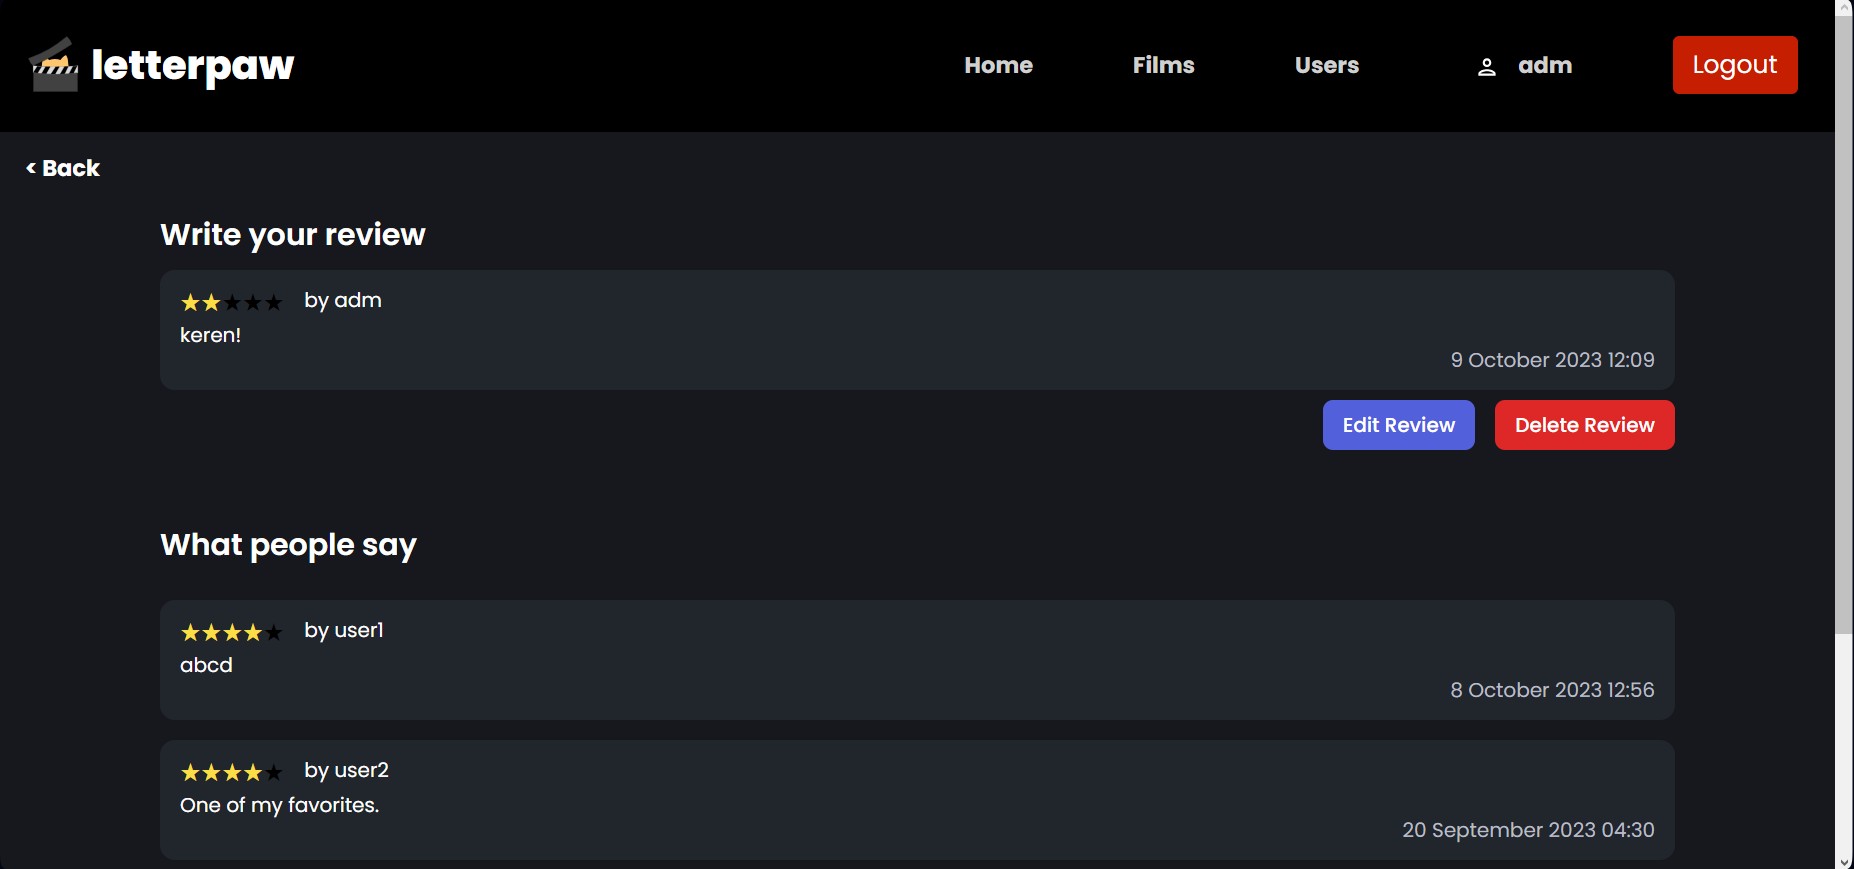 letterpaw
Home
Films
Users
adm
Logout
< Back
Write your review
★★★★★ by adm
keren!
9 October 2023 12:09
Edit Review
Delete Review
What people say
★★★★★ by user1
abcd
8 October 2023 12:56
★★★★★ by user2
One of my favorites.
20 September 2023 04:30